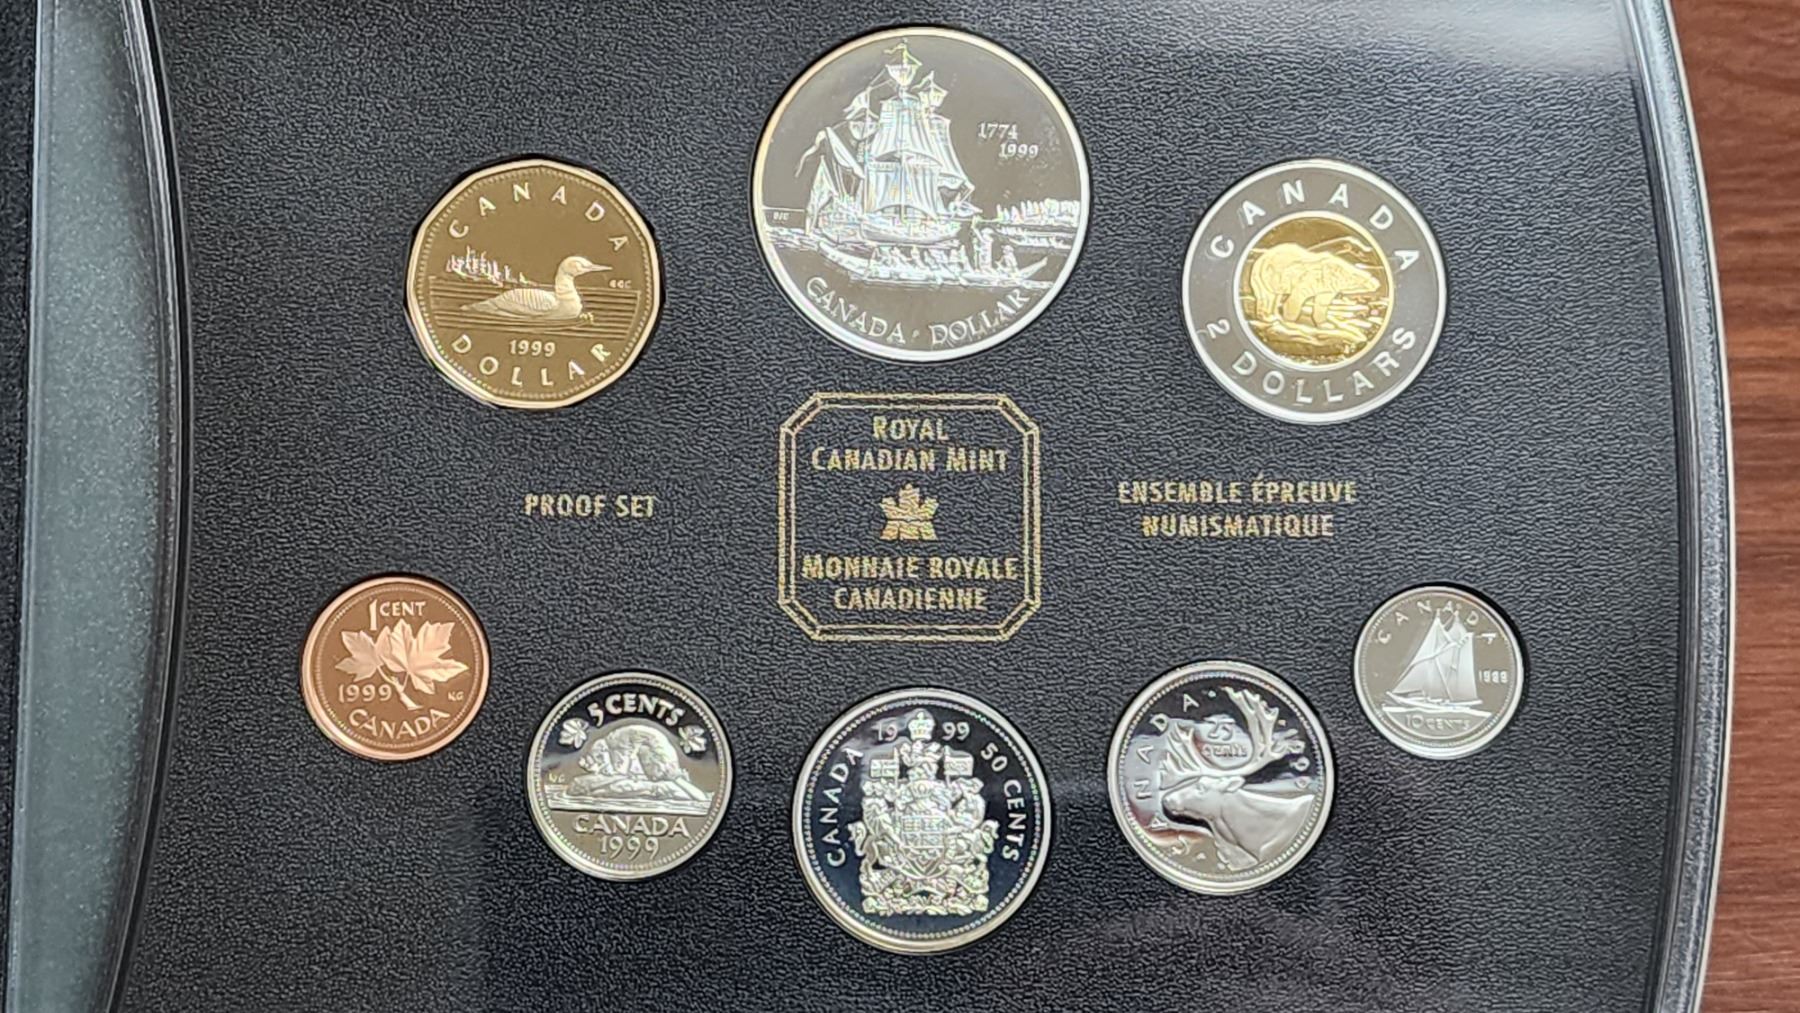 CANADA
1999
DOLLAR
1774
1999
CANADA DOLLAR
CANADA
2 DOLLARS
ROYAL
CANADIAN MINT
MONNAIE ROYALE
CANADIENNE
PROOF SET
ENSEMBLE ÉPREUVE
NUMISMATIQUE
1 CENT
1999
KG
CANADA
5 CENTS
CANADA
1999
1999
CANADA
50 CENTS
CANADA
25
CENTS
1999
CANADA
1999
10 CENTS